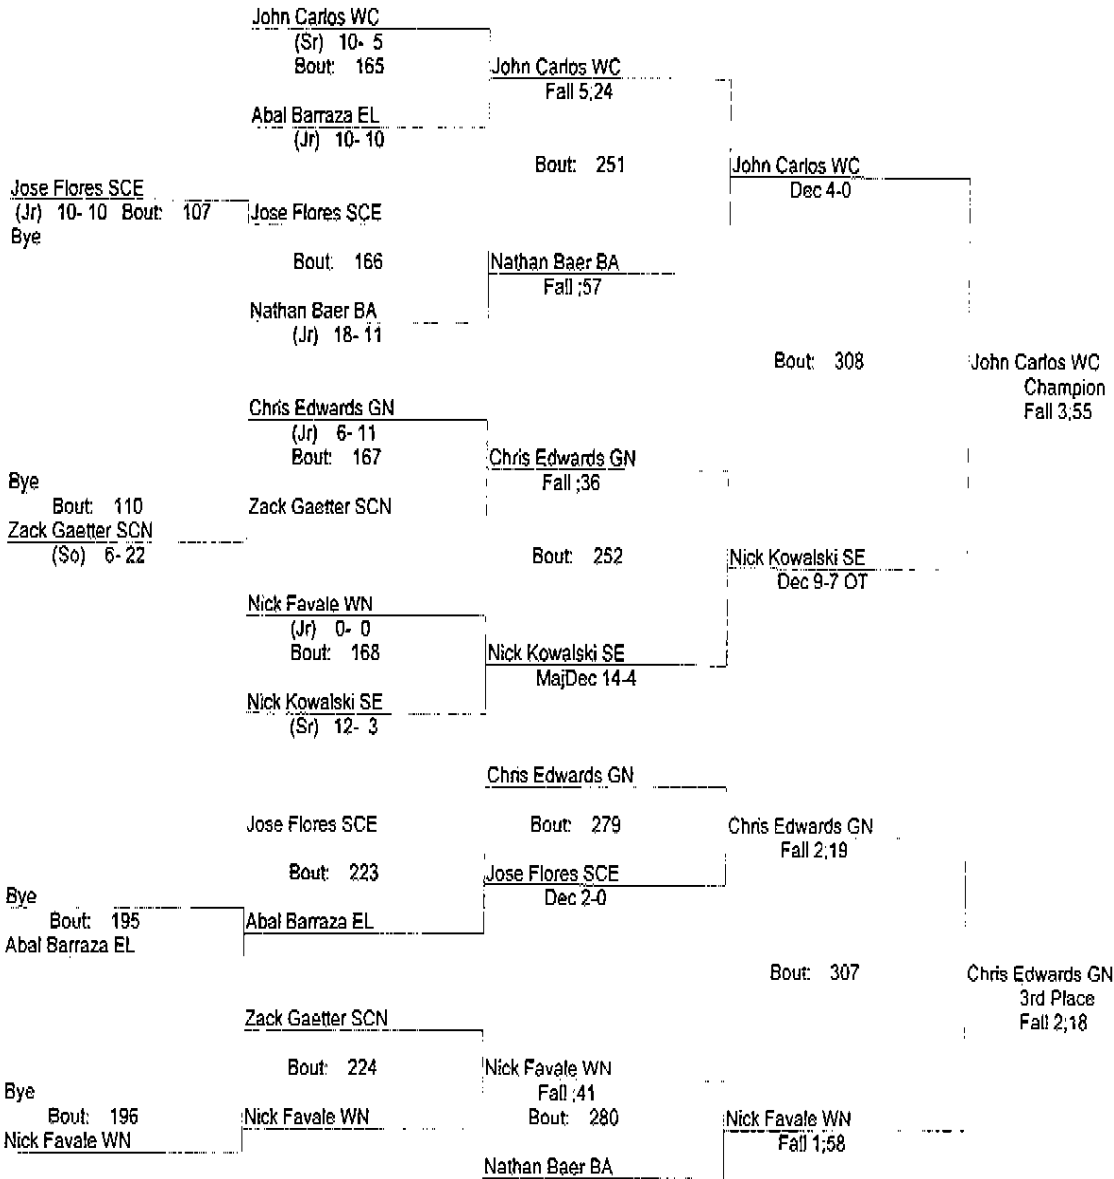 John Carlos WC
(Sr) 10- 5
Bout: 165
John Carlos WC
Fall 5;24
Abal Barraza EL
(Jr) 10- 10
Bout: 251
John Carlos WC
Dec 4-0
Jose Flores SCE
(Jr) 10- 10 Bout: 107
Bye
Jose Flores SCE
Bout: 166
Nathan Baer BA
Fall ;57
Nathan Baer BA
(Jr) 18- 11
Bout: 308
John Carlos WC
Champion
Fall 3;55
Chris Edwards GN
(Jr) 6- 11
Bout: 167
Chris Edwards GN
Fall ;36
Bye
Bout: 110
Zack Gaetter SCN
(So) 6- 22
Zack Gaetter SCN
Bout: 252
Nick Kowalski SE
Dec 9-7 OT
Nick Favale WN
(Jr) 0- 0
Bout: 168
Nick Kowalski SE
MajDec 14-4
Nick Kowalski SE
(Sr) 12- 3
Chris Edwards GN
Jose Flores SCE
Bout: 279
Chris Edwards GN
Fall 2;19
Bout: 223
Jose Flores SCE
Dec 2-0
Bye
Bout: 195
Abal Barraza EL
Abal Barraza EL
Bout: 307
Chris Edwards GN
3rd Place
Fall 2;18
Zack Gaetter SCN
Bout: 224
Nick Favale WN
Fall ;41
Bye
Bout: 196
Nick Favale WN
Nick Favale WN
Bout: 280
Nick Favale WN
Fall 1;58
Nathan Baer BA